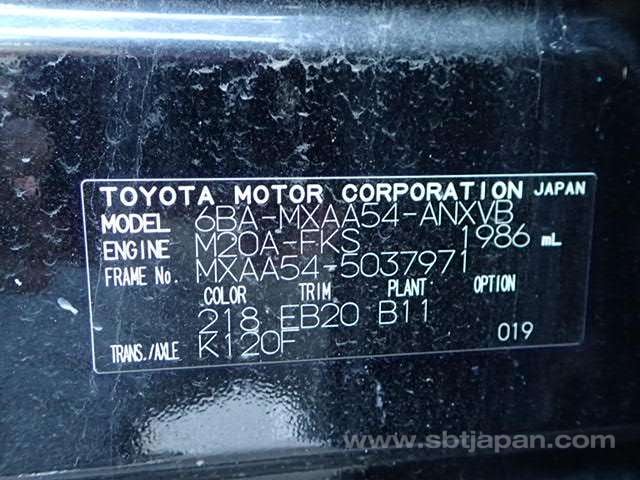 TOYOTA MOTOR CORPORATION JAPAN
MODEL 6BA-MXAA54-ANXVB
ENGINE M20A-FKS 1986 mL
FRAME No. MXAA54-5037971
COLOR TRIM PLANT OPTION
218 EB20 B11
TRANS./AXLE K120F 019
www.sbtjapan.com